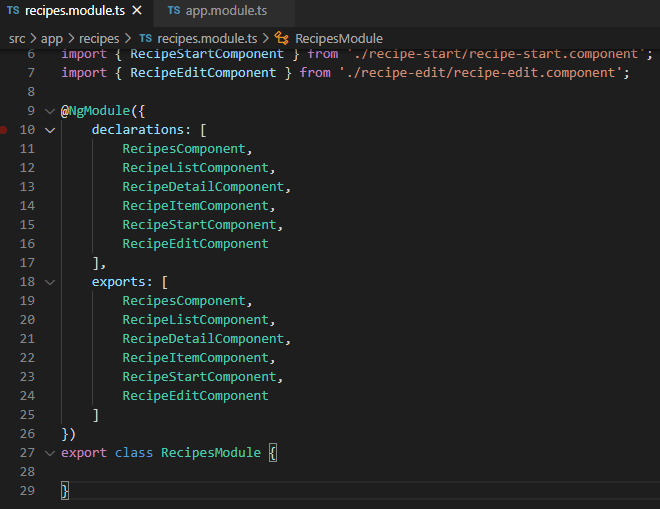 TS recipes.module.ts × TS app.module.ts
src > app > recipes > TS recipes.module.ts > RecipesModule
6 import { RecipeStartComponent } from './recipe-start/recipe-start.component';
7 import { RecipeEditComponent } from './recipe-edit/recipe-edit.component';
8
9 @NgModule({
10 declarations: [
11 RecipesComponent,
12 RecipeListComponent,
13 RecipeDetailComponent,
14 RecipeItemComponent,
15 RecipeStartComponent,
16 RecipeEditComponent
17 ],
18 exports: [
19 RecipesComponent,
20 RecipeListComponent,
21 RecipeDetailComponent,
22 RecipeItemComponent,
23 RecipeStartComponent,
24 RecipeEditComponent
25 ]
26 })
27 export class RecipesModule {
28
29 }